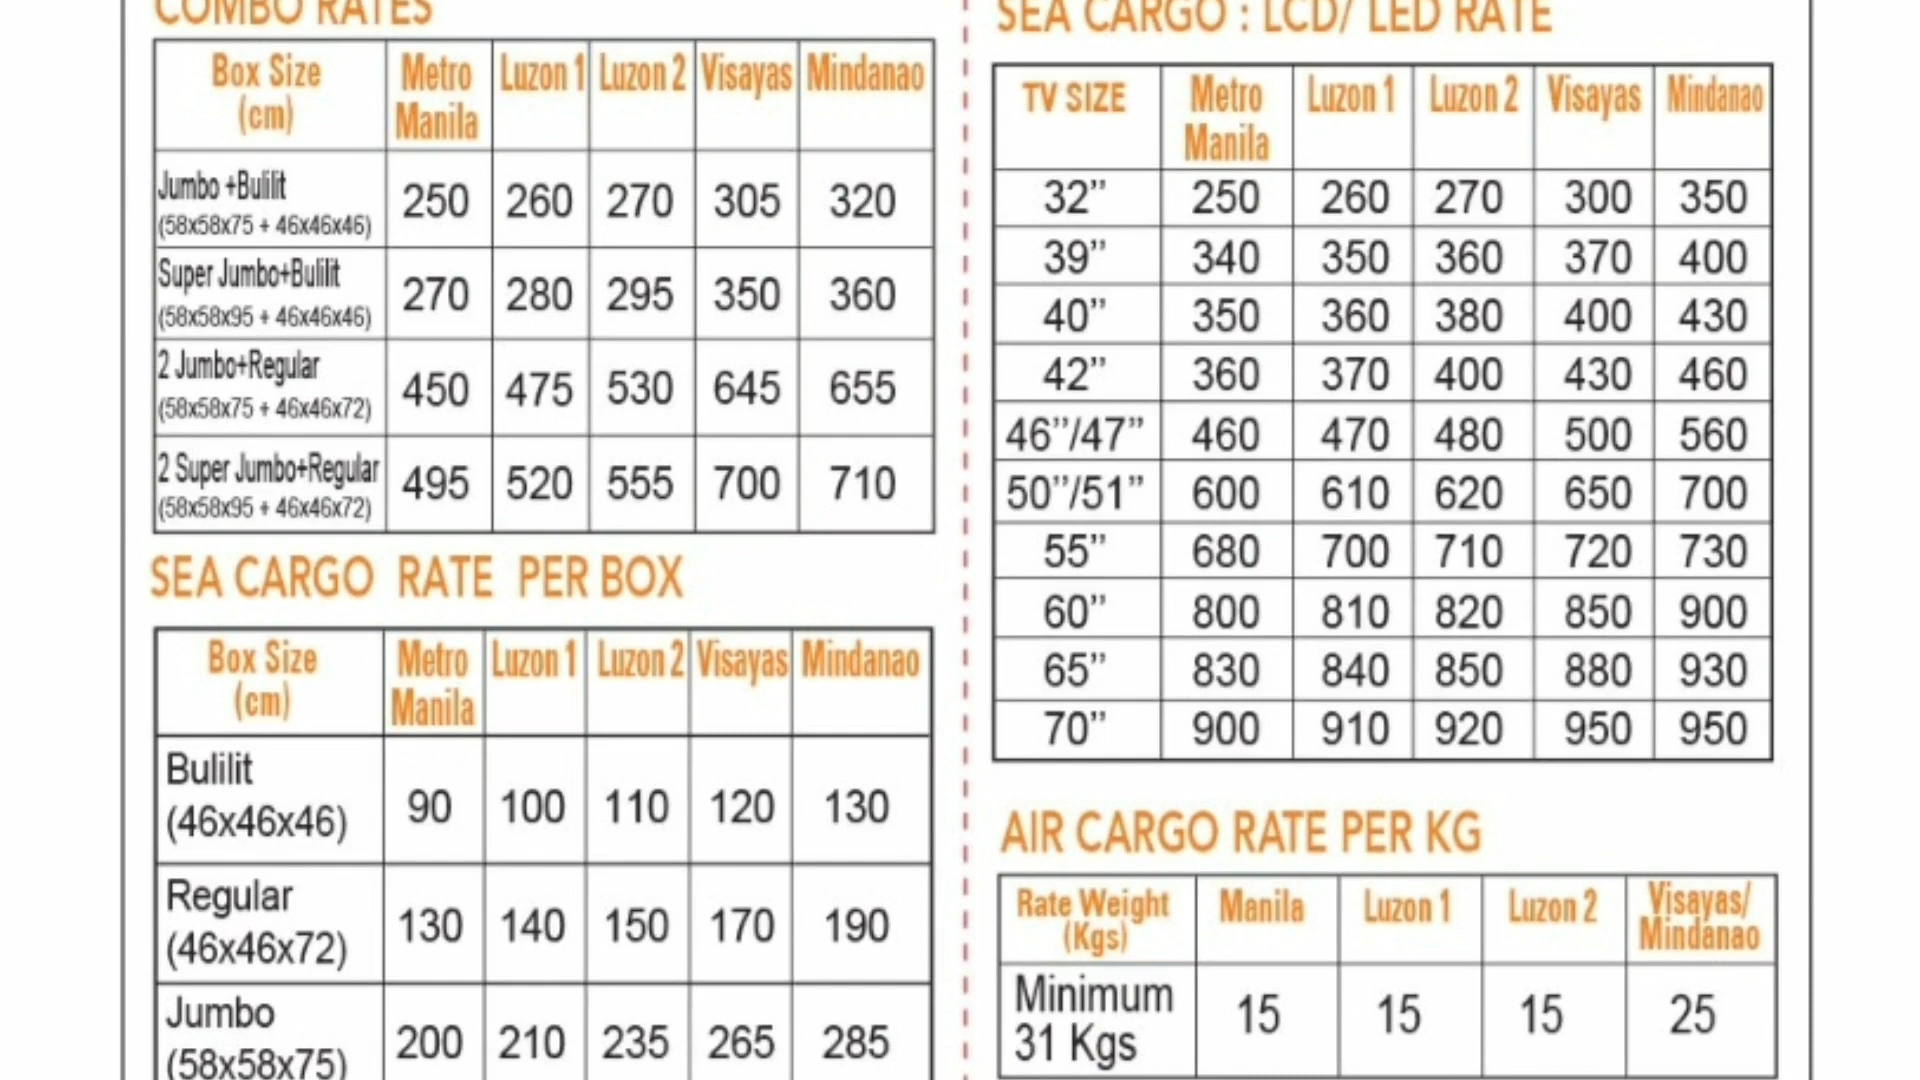 COMBO RATES
Box Size (cm) Metro Manila Luzon 1 Luzon 2 Visayas Mindanao
Jumbo +Bulilit (58x58x75 + 46x46x46) 250 260 270 305 320
Super Jumbo+Bulilit (58x58x95 + 46x46x46) 270 280 295 350 360
2 Jumbo+Regular (58x58x75 + 46x46x72) 450 475 530 645 655
2 Super Jumbo+Regular (58x58x95 + 46x46x72) 495 520 555 700 710
SEA CARGO RATE PER BOX
Box Size (cm) Metro Manila Luzon 1 Luzon 2 Visayas Mindanao
Bulilit (46x46x46) 90 100 110 120 130
Regular (46x46x72) 130 140 150 170 190
Jumbo (58x58x75) 200 210 235 265 285
SEA CARGO : LCD/ LED RATE
TV SIZE Metro Manila Luzon 1 Luzon 2 Visayas Mindanao
32” 250 260 270 300 350
39” 340 350 360 370 400
40” 350 360 380 400 430
42” 360 370 400 430 460
46”/47” 460 470 480 500 560
50”/51” 600 610 620 650 700
55” 680 700 710 720 730
60” 800 810 820 850 900
65” 830 840 850 880 930
70” 900 910 920 950 950
AIR CARGO RATE PER KG
Rate Weight (Kgs) Manila Luzon 1 Luzon 2 Visayas/ Mindanao
Minimum 31 Kgs 15 15 15 25